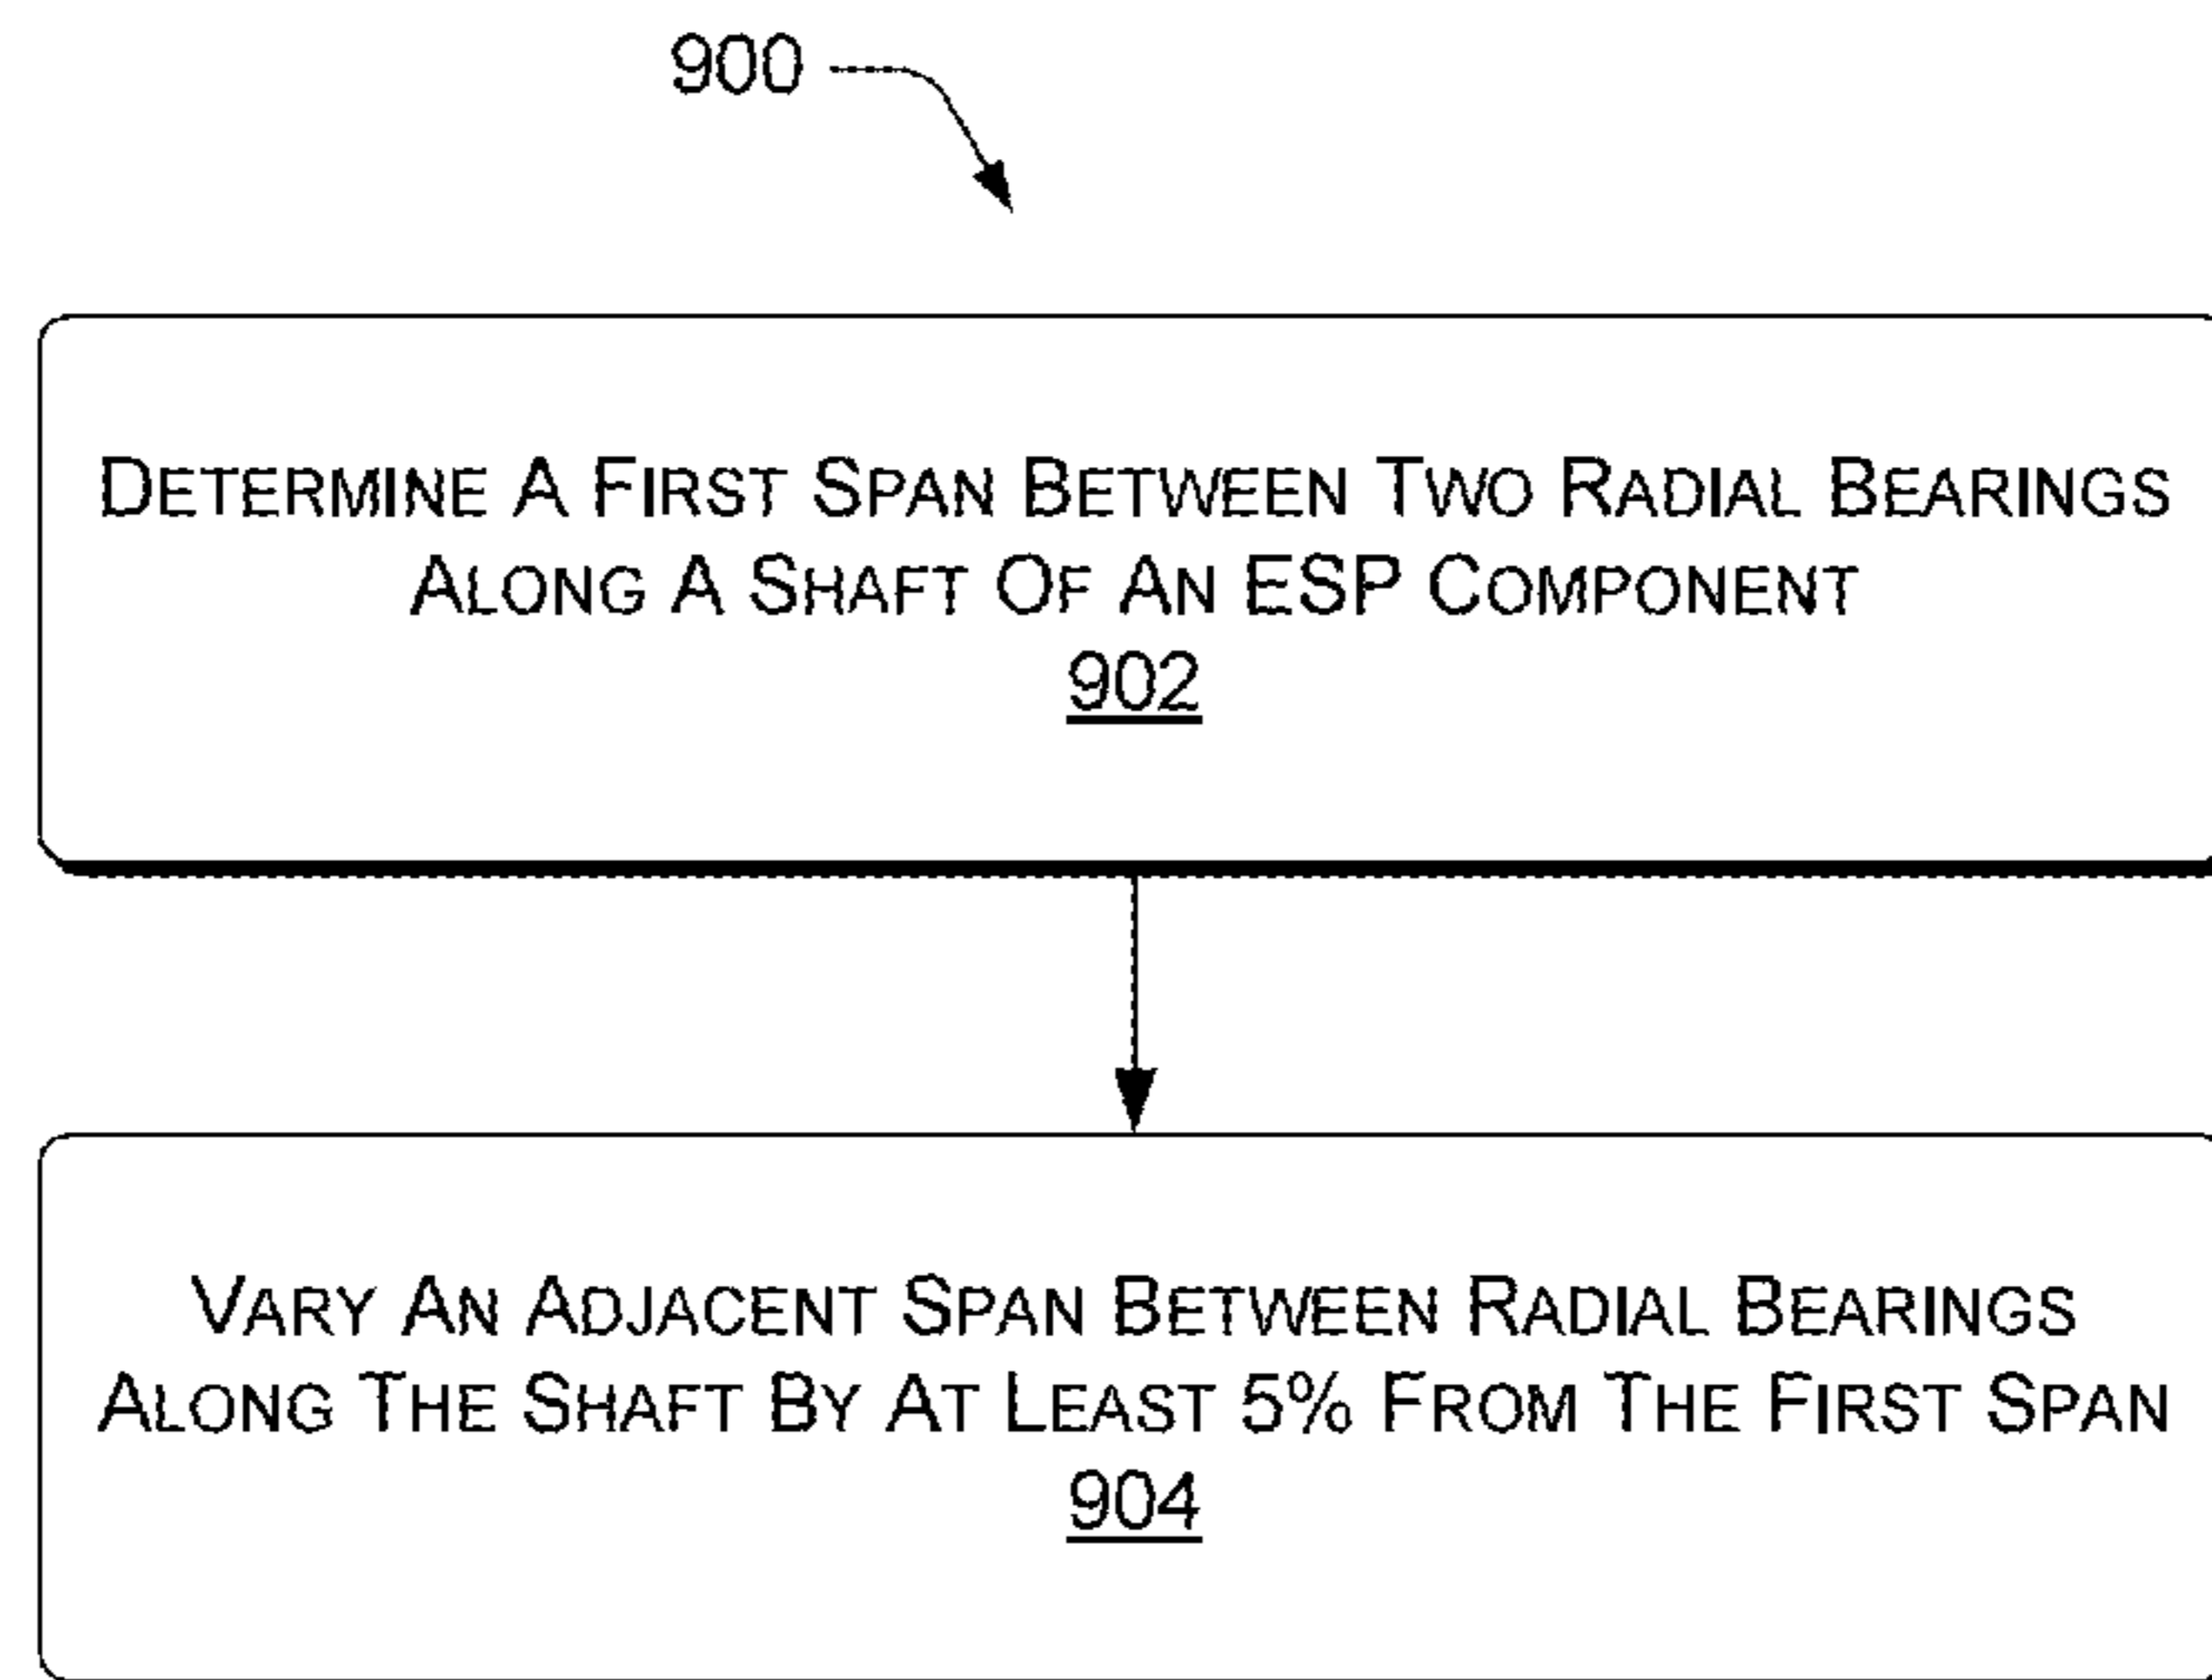 900
DETERMINE A FIRST SPAN BETWEEN TWO RADIAL BEARINGS
ALONG A SHAFT OF AN ESP COMPONENT
902
VARY AN ADJACENT SPAN BETWEEN RADIAL BEARINGS
ALONG THE SHAFT BY AT LEAST 5% FROM THE FIRST SPAN
904